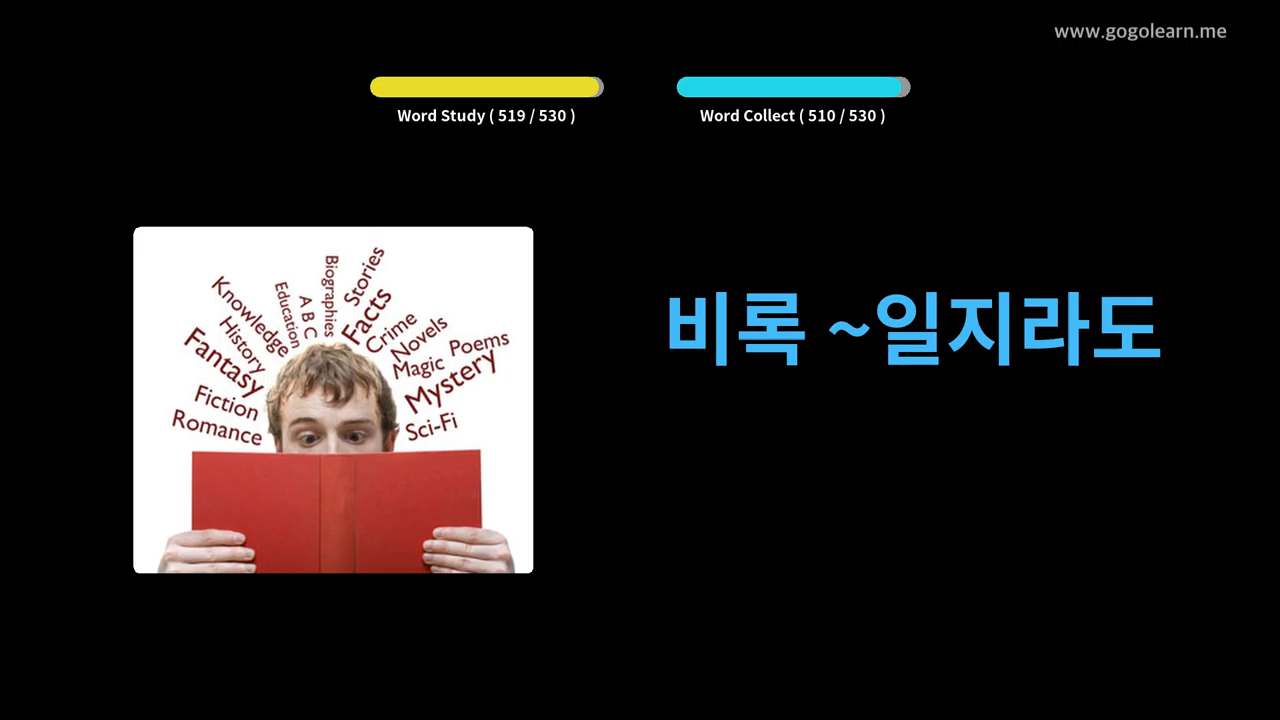 www.gogolearn.me
Word Study ( 519 / 530 )
Word Collect ( 510 / 530 )
비록 ~일지라도
Romance
Fiction
Fantasy
History
Knowledge
Education
A B C
Biographies
Stories
Facts
Crime
Novels
Magic
Poems
Mystery
Sci-Fi